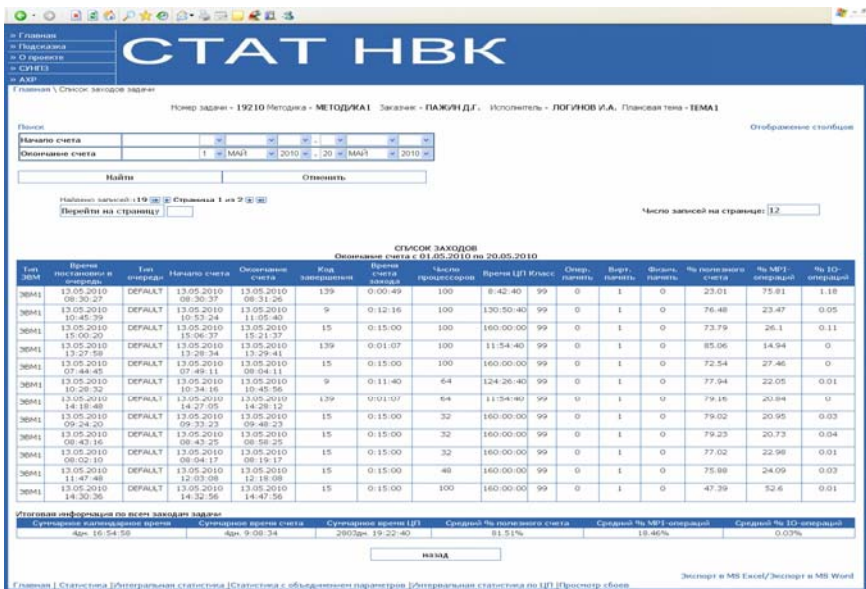 » Главная
» Подсказка
» О проекте
» СУНПЗ
» АХР
СТАТ НВК
Главная \ Список заходов задачи
Номер задачи - 19210 Методика - МЕТОДИКА1 Заказчик - ПАЖИН Д.Г. Исполнитель - ЛОГИНОВ И.А. Плановая тема - ТЕМА1
Поиск
Отображение столбцов
Начало счета
Окончание счета 1 МАЙ 2010 - 20 МАЙ 2010
Найти Отменить
Найдено записей :19 Страница 1 из 2
Перейти на страницу
Число записей на странице: 12
СПИСОК ЗАХОДОВ
Окончание счета с 01.05.2010 по 20.05.2010
Тип ЭВМ Время постановки в очередь Тип очереди Начало счета Окончание счета Код завершения Время счета захода Число процессоров Время ЦП Класс Опер. память Вирт. память Физич. память % полезного счета % MPI-операций % IO-операций
ЭВМ1 13.05.2010 08:30:27 DEFAULT 13.05.2010 08:30:37 13.05.2010 08:31:26 139 0:00:49 100 8:42:40 99 0 1 0 23.01 75.81 1.18
ЭВМ1 13.05.2010 10:45:39 DEFAULT 13.05.2010 10:53:24 13.05.2010 11:05:40 9 0:12:16 100 130:50:40 99 0 1 0 76.48 23.47 0.05
ЭВМ1 13.05.2010 15:00:20 DEFAULT 13.05.2010 15:06:37 13.05.2010 15:21:37 15 0:15:00 100 160:00:00 99 0 1 0 73.79 26.1 0.11
ЭВМ1 13.05.2010 13:27:58 DEFAULT 13.05.2010 13:28:34 13.05.2010 13:29:41 139 0:01:07 100 11:54:40 99 0 1 0 85.06 14.94 0
ЭВМ1 13.05.2010 07:44:45 DEFAULT 13.05.2010 07:49:11 13.05.2010 08:04:11 15 0:15:00 100 160:00:00 99 0 1 0 72.54 27.46 0
ЭВМ1 13.05.2010 10:28:32 DEFAULT 13.05.2010 10:34:16 13.05.2010 10:45:56 9 0:11:40 64 124:26:40 99 0 1 0 77.94 22.05 0.01
ЭВМ1 13.05.2010 14:18:48 DEFAULT 13.05.2010 14:27:05 13.05.2010 14:28:12 139 0:01:07 64 11:54:40 99 0 1 0 79.16 20.84 0
ЭВМ1 13.05.2010 09:24:20 DEFAULT 13.05.2010 09:33:23 13.05.2010 09:48:23 15 0:15:00 32 160:00:00 99 0 1 0 79.02 20.95 0.03
ЭВМ1 13.05.2010 08:43:16 DEFAULT 13.05.2010 08:43:25 13.05.2010 08:58:25 15 0:15:00 32 160:00:00 99 0 1 0 79.23 20.73 0.04
ЭВМ1 13.05.2010 08:02:10 DEFAULT 13.05.2010 08:04:17 13.05.2010 08:19:17 15 0:15:00 32 160:00:00 99 0 1 0 77.02 22.98 0.01
ЭВМ1 13.05.2010 11:47:48 DEFAULT 13.05.2010 12:03:08 13.05.2010 12:18:08 15 0:15:00 48 160:00:00 99 0 1 0 75.88 24.09 0.03
ЭВМ1 13.05.2010 14:30:36 DEFAULT 13.05.2010 14:32:56 13.05.2010 14:47:56 15 0:15:00 100 160:00:00 99 0 1 0 47.39 52.6 0.01
Итоговая информация по всем заходам задачи
Суммарное календарное время Суммарное время счета Суммарное время ЦП Средний % полезного счета Средний % MPI-операций Средний % IO-операций
4дн. 16:54:58 4дн. 9:08:34 2803дн. 19:22:40 81.51% 18.46% 0.03%
назад
Экспорт в MS Excel/Экспорт в MS Word
Главная | Статистика |Интегральная статистика |Статистика с объединением параметров |Интервальная статистика по ЦП |Просмотр сбоев